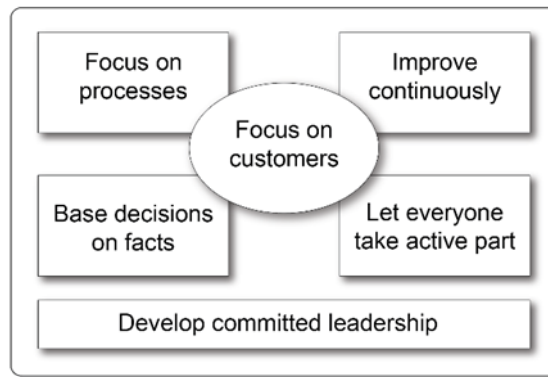 Focus on
processes
Improve
continuously
Focus on
customers
Base decisions
on facts
Let everyone
take active part
Develop committed leadership